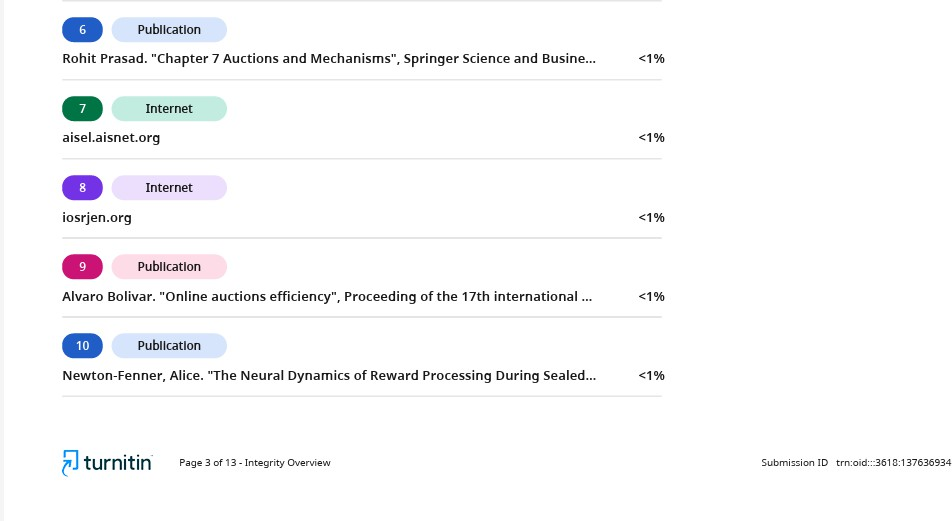 6 Publication
Rohit Prasad. "Chapter 7 Auctions and Mechanisms", Springer Science and Busine... <1%
7 Internet
aisel.aisnet.org <1%
8 Internet
iosrjen.org <1%
9 Publication
Alvaro Bolivar. "Online auctions efficiency", Proceeding of the 17th international ... <1%
10 Publication
Newton-Fenner, Alice. "The Neural Dynamics of Reward Processing During Sealed... <1%
turnitin Page 3 of 13 - Integrity Overview Submission ID trn:oid:::3618:137636934